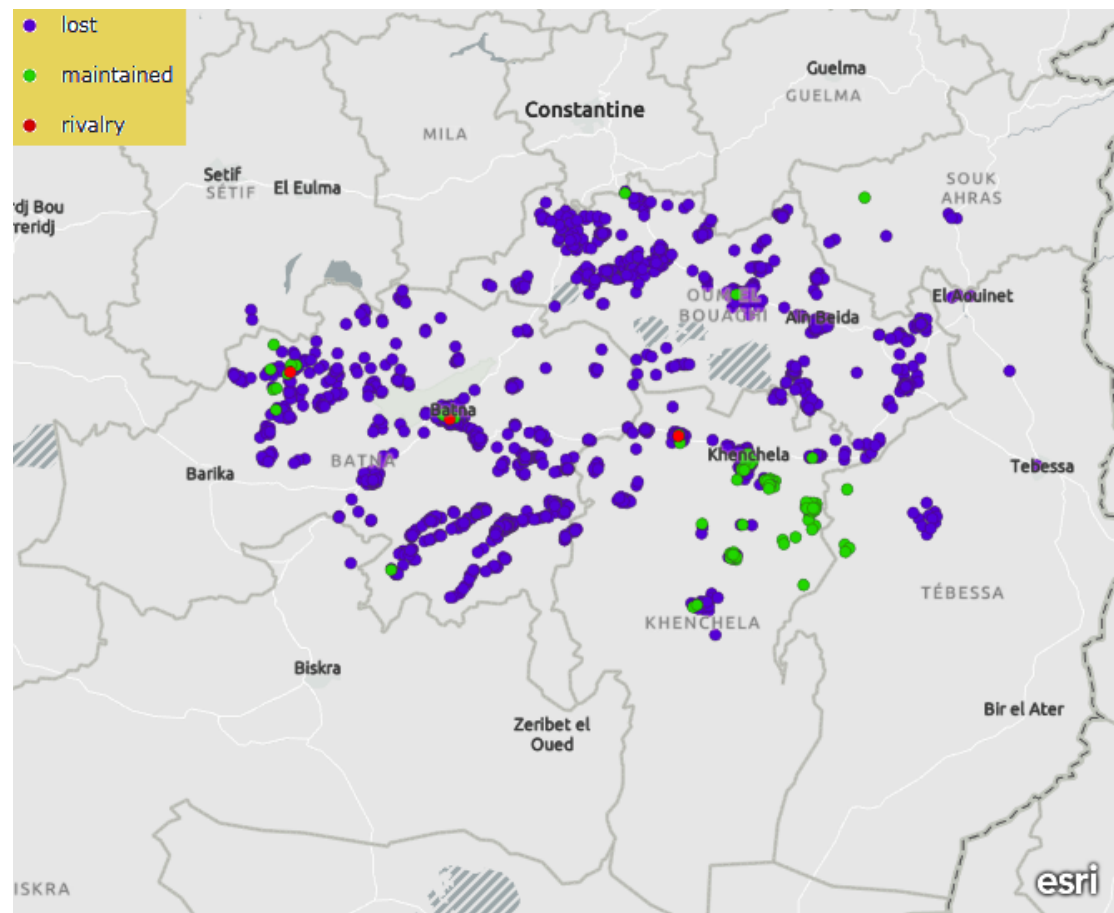 lost
maintained
rivalry
Guelma
GUELMA
Constantine
MILA
Setif
SÉTIF
El Eulma
SOUK
AHRAS
rdj Bou
rreridj
OUM EL
BOUAGHI
El Aouinet
Ain Beida
Batna
BATNA
Barika
Khenchela
Tebessa
TÉBESSA
KHENCHELA
Biskra
Zeribet el
Oued
Bir el Ater
ISKRA
esri